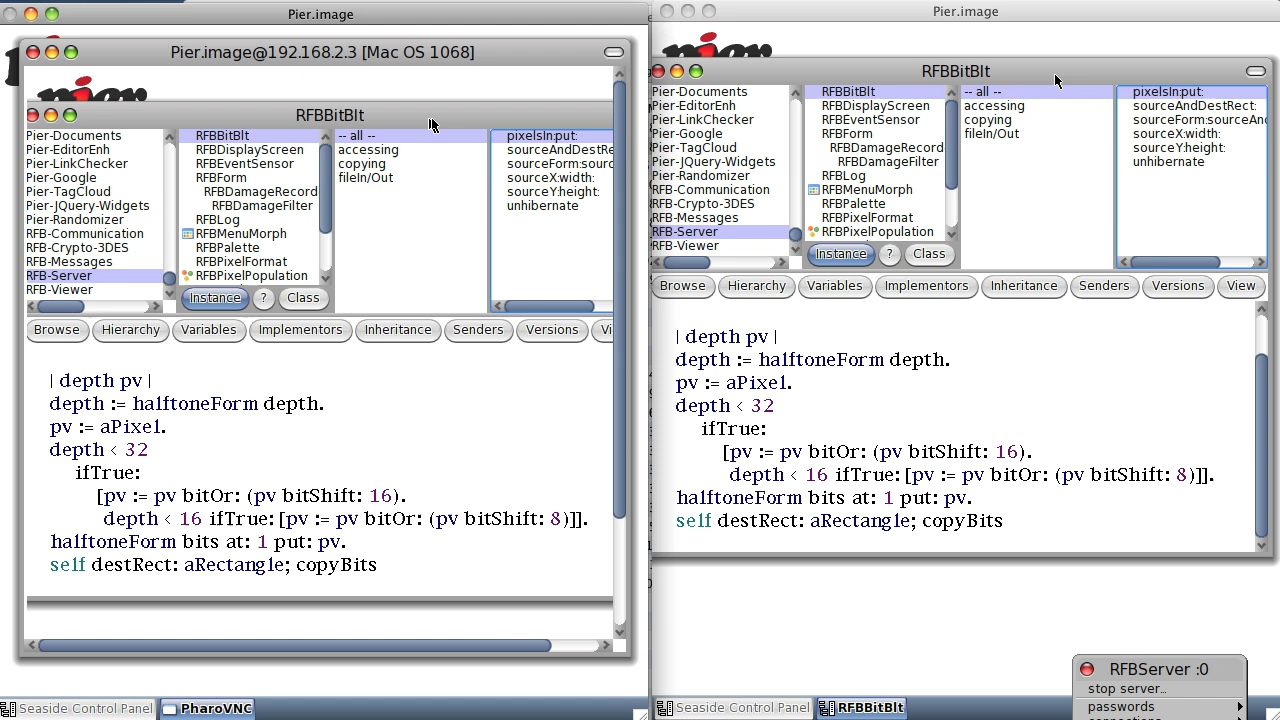 Pier.image
Pier.image@192.168.2.3 [Mac OS 1068]
pier
RFBBitBlt
Pier-Documents
Pier-EditorEnh
Pier-LinkChecker
Pier-Google
Pier-TagCloud
Pier-JQuery-Widgets
Pier-Randomizer
RFB-Communication
RFB-Crypto-3DES
RFB-Messages
RFB-Server
RFB-Viewer
RFBBitBlt
RFBDisplayScreen
RFBEventSensor
RFBForm
RFBDamageRecord
RFBDamageFilter
RFBLog
RFBMenuMorph
RFBPalette
RFBPixelFormat
RFBPixelPopulation
Instance
?
Class
-- all --
accessing
copying
fileIn/Out
pixelsIn:put:
sourceAndDestRe
sourceForm:sourc
sourceX:width:
sourceY:height:
unhibernate
Browse
Hierarchy
Variables
Implementors
Inheritance
Senders
Versions
Vi
| depth pv |
depth := halftoneForm depth.
pv := aPixel.
depth < 32
ifTrue:
[pv := pv bitOr: (pv bitShift: 16).
depth < 16 ifTrue: [pv := pv bitOr: (pv bitShift: 8)]].
halftoneForm bits at: 1 put: pv.
self destRect: aRectangle; copyBits
Seaside Control Panel
PharoVNC
Pier.image
pier
RFBBitBlt
Pier-Documents
Pier-EditorEnh
Pier-LinkChecker
Pier-Google
Pier-TagCloud
Pier-JQuery-Widgets
Pier-Randomizer
RFB-Communication
RFB-Crypto-3DES
RFB-Messages
RFB-Server
RFB-Viewer
RFBBitBlt
RFBDisplayScreen
RFBEventSensor
RFBForm
RFBDamageRecord
RFBDamageFilter
RFBLog
RFBMenuMorph
RFBPalette
RFBPixelFormat
RFBPixelPopulation
Instance
?
Class
-- all --
accessing
copying
fileIn/Out
pixelsIn:put:
sourceAndDestRect:
sourceForm:sourceAnd
sourceX:width:
sourceY:height:
unhibernate
Browse
Hierarchy
Variables
Implementors
Inheritance
Senders
Versions
View
| depth pv |
depth := halftoneForm depth.
pv := aPixel.
depth < 32
ifTrue:
[pv := pv bitOr: (pv bitShift: 16).
depth < 16 ifTrue: [pv := pv bitOr: (pv bitShift: 8)]].
halftoneForm bits at: 1 put: pv.
self destRect: aRectangle; copyBits
RFBServer :0
stop server...
passwords
Seaside Control Panel
RFBBitBlt